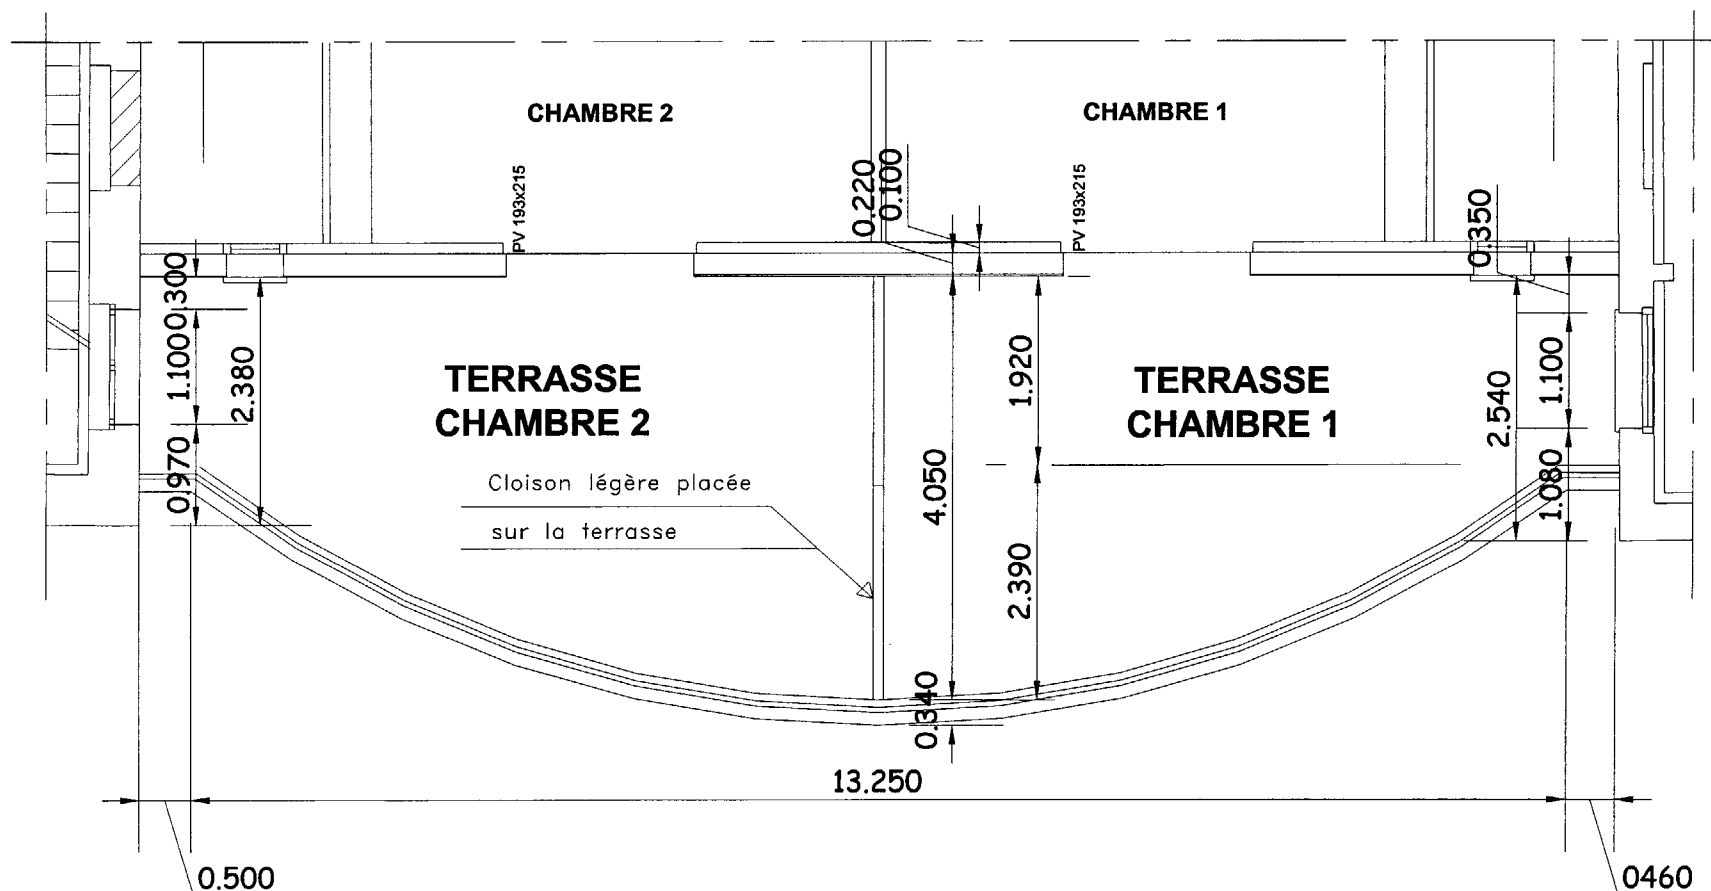 CHAMBRE 2
CHAMBRE 1
PV 193x215
0.220
0.100
PV 193x215
0.350
0.300
1.100
2.380
0.970
TERRASSE
CHAMBRE 2
Cloison légère placée
sur la terrasse
4.050
1.920
2.390
0.340
TERRASSE
CHAMBRE 1
2.540
1.100
1.080
13.250
0.500
0460